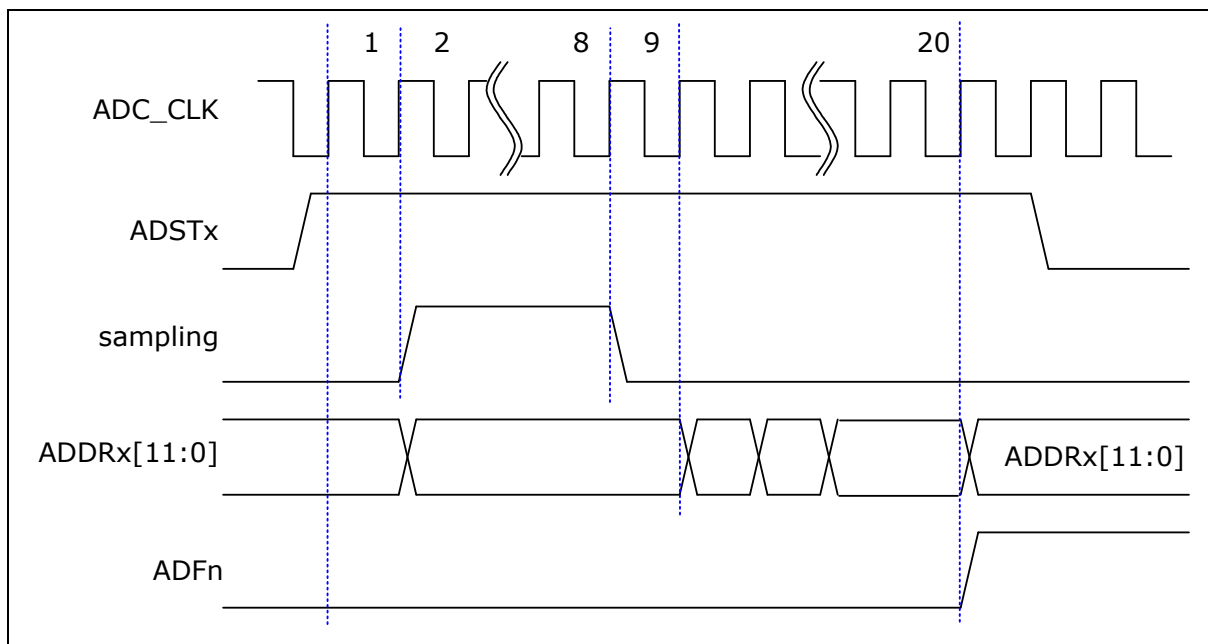 1 2 8 9 20
ADC_CLK
ADSTx
sampling
ADDRx[11:0] ADDRx[11:0]
ADFn